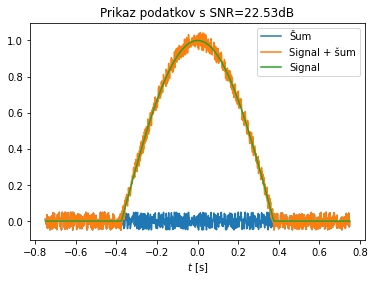 Prikaz podatkov s SNR=22.53dB
Šum
Signal + šum
Signal
1.0
0.8
0.6
0.4
0.2
0.0
−0.8 −0.6 −0.4 −0.2 0.0 0.2 0.4 0.6 0.8
t [s]